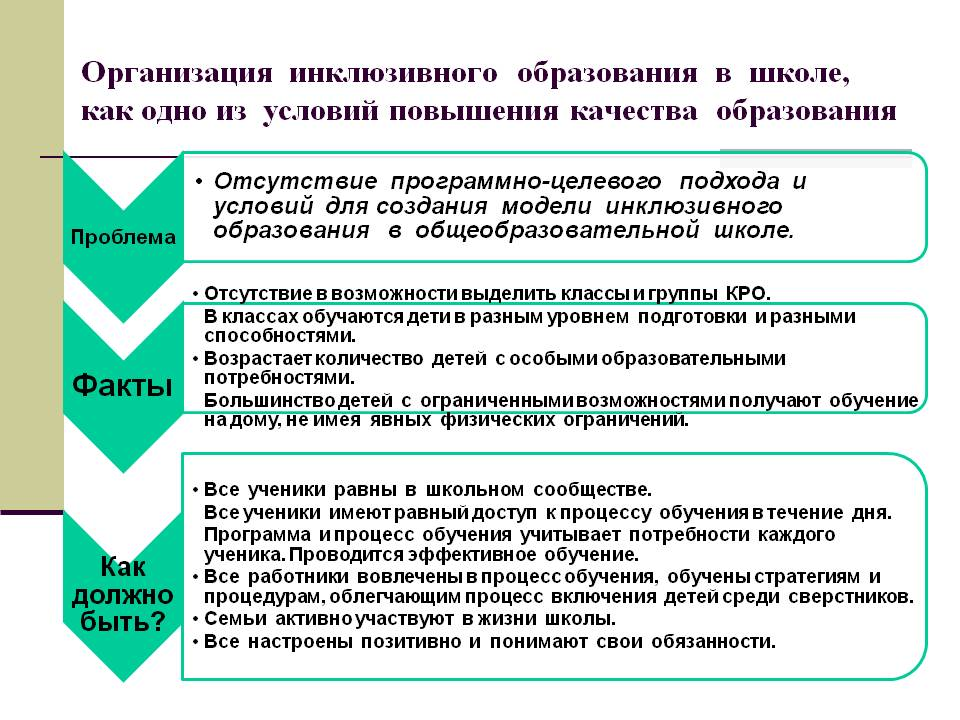 Организация инклюзивного образования в школе,
как одно из условий повышения качества образования
Проблема
• Отсутствие программно-целевого подхода и
условий для создания модели инклюзивного
образования в общеобразовательной школе.
Факты
• Отсутствие в возможности выделить классы и группы КРО.
В классах обучаются дети в разным уровнем подготовки и разными
способностями.
• Возрастает количество детей с особыми образовательными
потребностями.
Большинство детей с ограниченными возможностями получают обучение
на дому, не имея явных физических ограничений.
Как
должно
быть?
• Все ученики равны в школьном сообществе.
Все ученики имеют равный доступ к процессу обучения в течение дня.
Программа и процесс обучения учитывает потребности каждого
ученика. Проводится эффективное обучение.
• Все работники вовлечены в процесс обучения, обучены стратегиям и
процедурам, облегчающим процесс включения детей среди сверстников.
• Семьи активно участвуют в жизни школы.
• Все настроены позитивно и понимают свои обязанности.